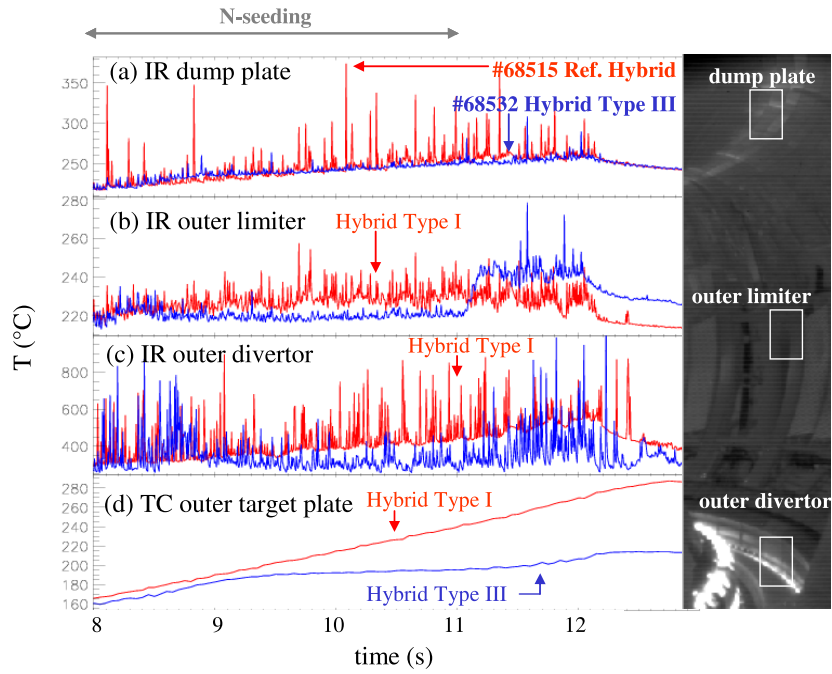 N-seeding
(a) IR dump plate
#68515 Ref. Hybrid
#68532 Hybrid Type III
dump plate
350
300
250
280
(b) IR outer limiter
Hybrid Type I
260
240
220
outer limiter
T (°C)
(c) IR outer divertor
Hybrid Type I
800
600
400
280
(d) TC outer target plate
Hybrid Type I
outer divertor
260
240
220
200
180
160
Hybrid Type III
8 9 10 11 12
time (s)